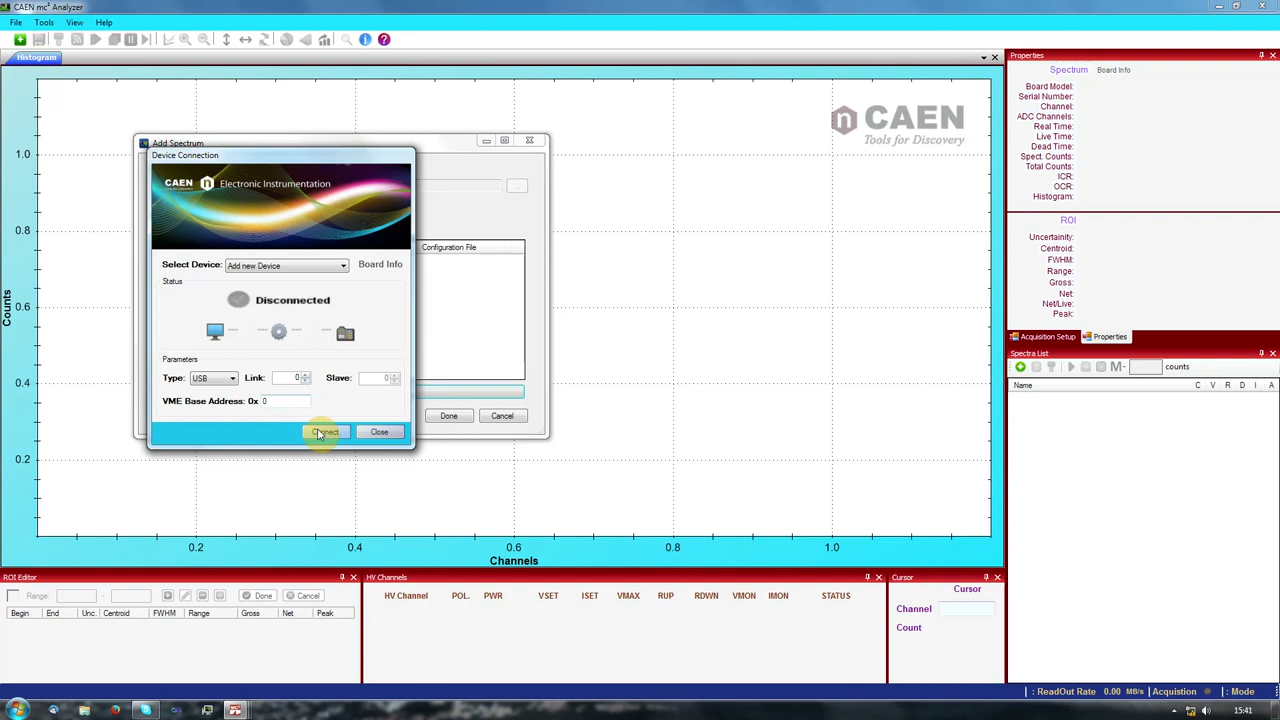 CAEN mc² Analyzer
File Tools View Help
Histogram
CAEN
Tools for Discovery
1.0
0.8
0.6
0.4
0.2
Counts
0.2 0.4 0.6 0.8 1.0
Channels
Add Spectrum
...
Configuration File
Done Cancel
Device Connection
CAEN n Electronic Instrumentation
Select Device: Add new Device Board Info
Status
Disconnected
Parameters
Type: USB Link: 0 Slave: 0
VME Base Address: 0x 0
Connect Close
Properties
Spectrum Board Info
Board Model:
Serial Number:
Channel:
ADC Channels:
Real Time:
Live Time:
Dead Time:
Spect. Counts:
Total Counts:
ICR:
OCR:
Histogram:
ROI
Uncertainity:
Centroid:
FWHM:
Range:
Gross:
Net:
Net/Live:
Peak:
Acquisition Setup Properties
Spectra List
M counts
Name C V R D I A
ROI Editor
Range: - Done Cancel
Begin End Unc. Centroid FWHM Range Gross Net Peak
HV Channels
HV Channel POL. PWR VSET ISET VMAX RUP RDWN VMON IMON STATUS
Cursor
Cursor
Channel
Count
: ReadOut Rate 0.00 MB/s Acquistion : Mode
15:41